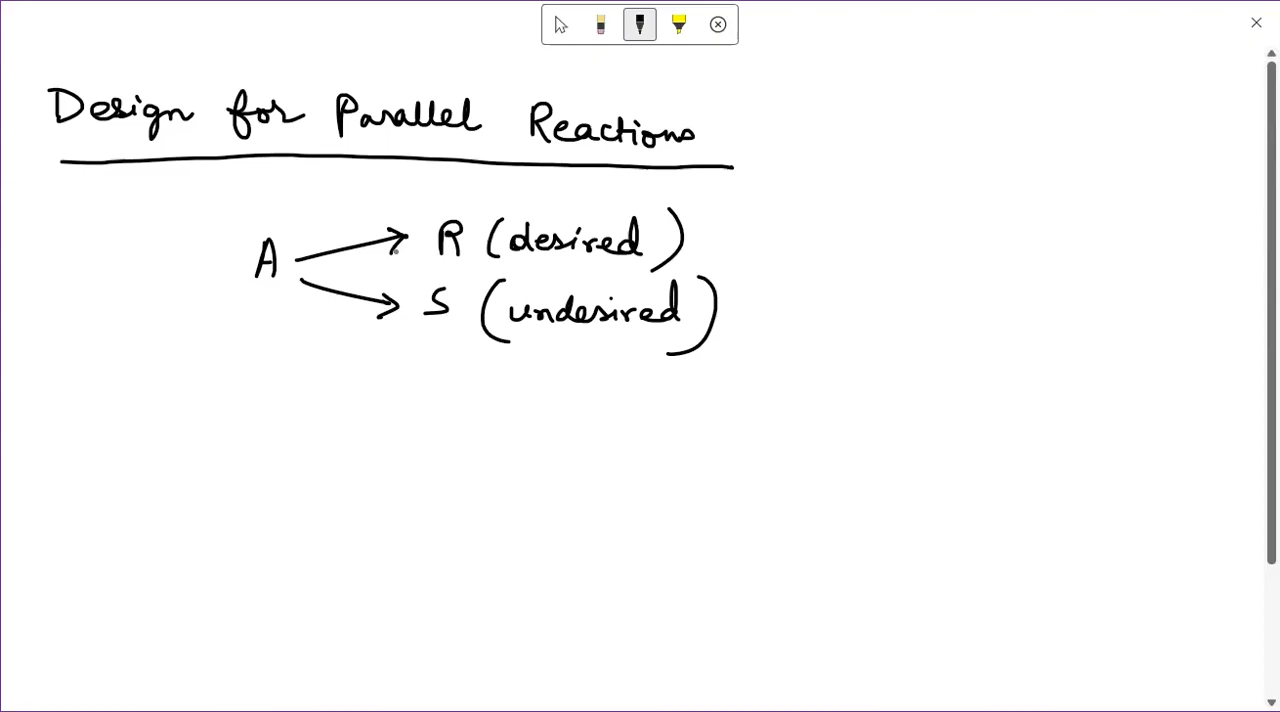 Design for Parallel Reactions
A → R (desired)
→ S (undesired)